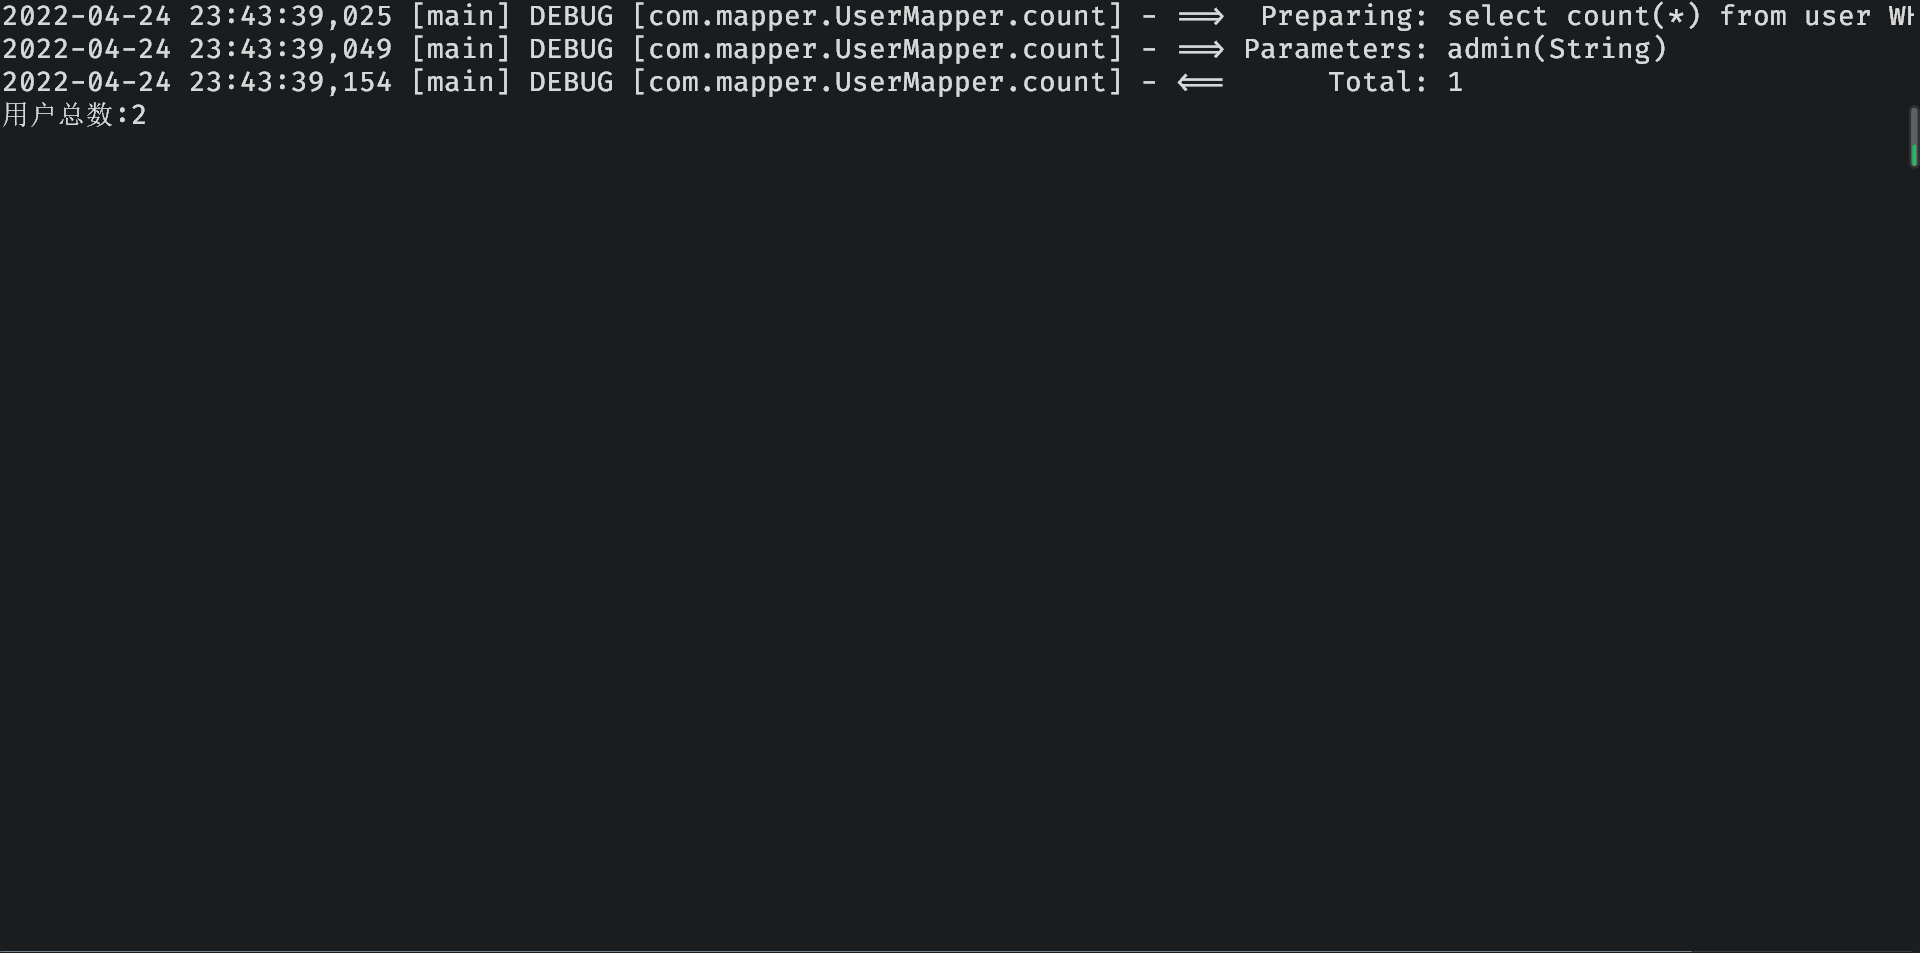 2022-04-24 23:43:39,025 [main] DEBUG [com.mapper.UserMapper.count] - ==>  Preparing: select count(*) from user
2022-04-24 23:43:39,049 [main] DEBUG [com.mapper.UserMapper.count] - ==> Parameters: admin(String)
2022-04-24 23:43:39,154 [main] DEBUG [com.mapper.UserMapper.count] - <==      Total: 1
用户总数:2